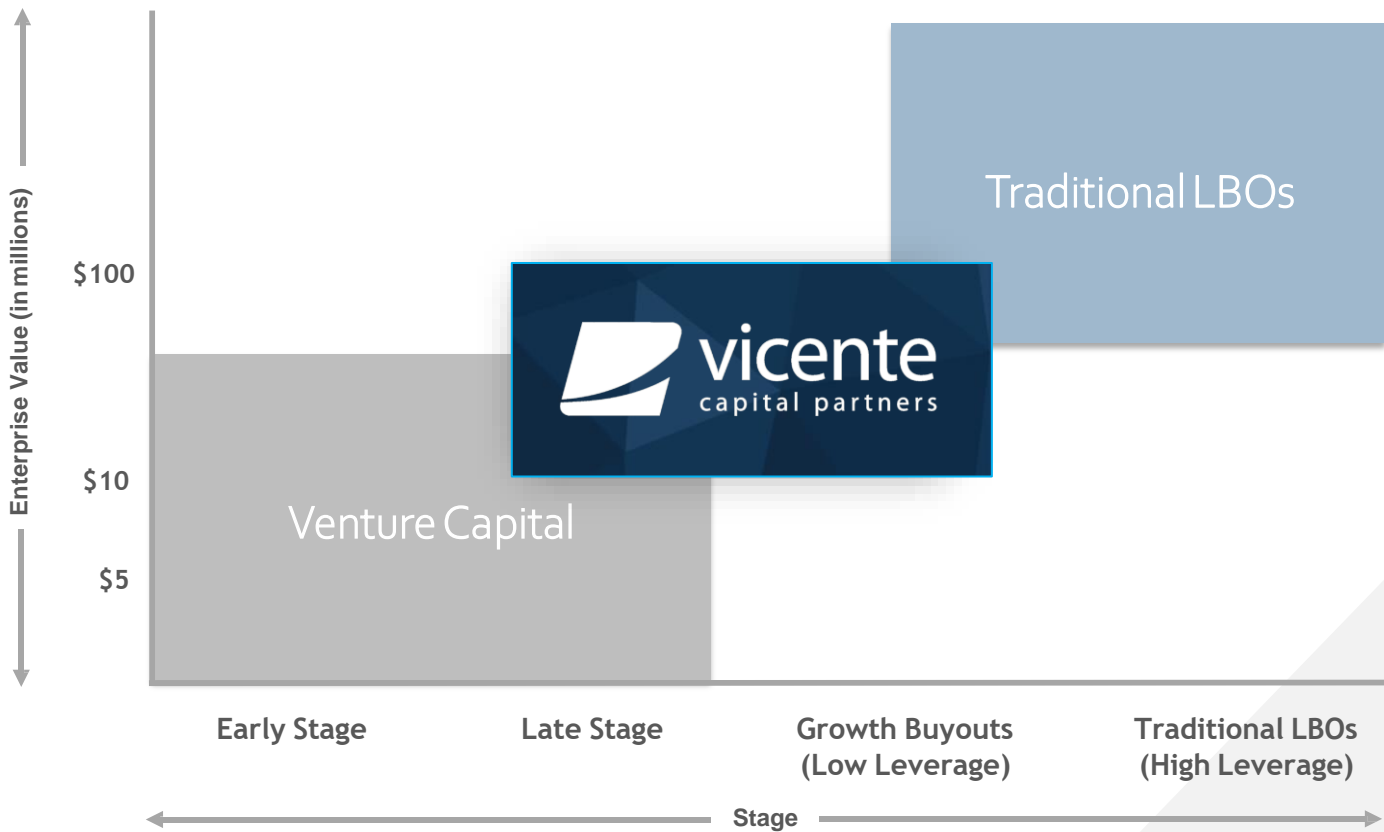 Enterprise Value (in millions)
$100
$10
$5
Traditional LBOs
vicente
capital partners
Venture Capital
Early Stage
Late Stage
Growth Buyouts
(Low Leverage)
Traditional LBOs
(High Leverage)
Stage